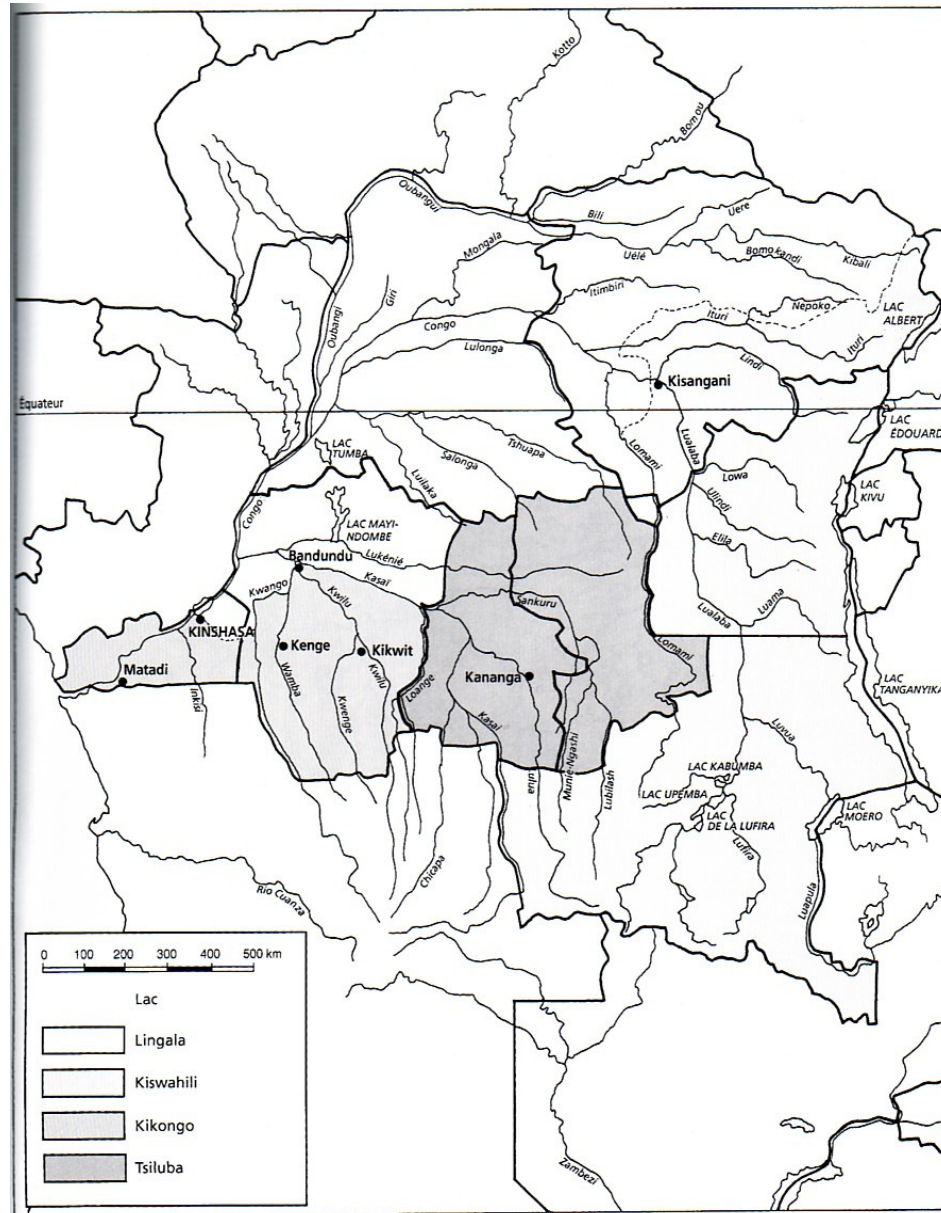 Kotto
Bomou
Oubangui
Bili
Uere
Mongala
Uélé
Bomokandi
Kibali
Giri
Itimbiri
Nepoko
LAC
ALBERT
Oubangi
Congo
Ituri
Ituri
Lulonga
Lindi
Kisangani
Équateur
LAC
ÉDOUARD
LAC
TUMBA
Tshuapa
Lomami
Lualaba
Salonga
Luilaka
Lowa
LAC
KIVU
Ulindi
Congo
LAC MAYI-
NDOMBE
Elila
Bandundu
Lukénié
Kasaï
Kwango
Kwilu
Sankuru
Lualaba
Luama
KINSHASA
Kenge
Kikwit
Lomami
Matadi
Kananga
Wamba
Kwilu
Loange
LAC
TANGANYIKA
Inkisi
Kwenge
Kasaï
Luvua
Lulua
Munie-Ngashi
Lubilash
LAC KABUMBA
LAC UPEMBA
LAC
MOERO
LAC
DE LA LUFIRA
Chicapa
Lufira
Rio Cuanza
Luapula
0 100 200 300 400 500 km
Lac
Lingala
Kiswahili
Kikongo
Tsiluba
Zambezi